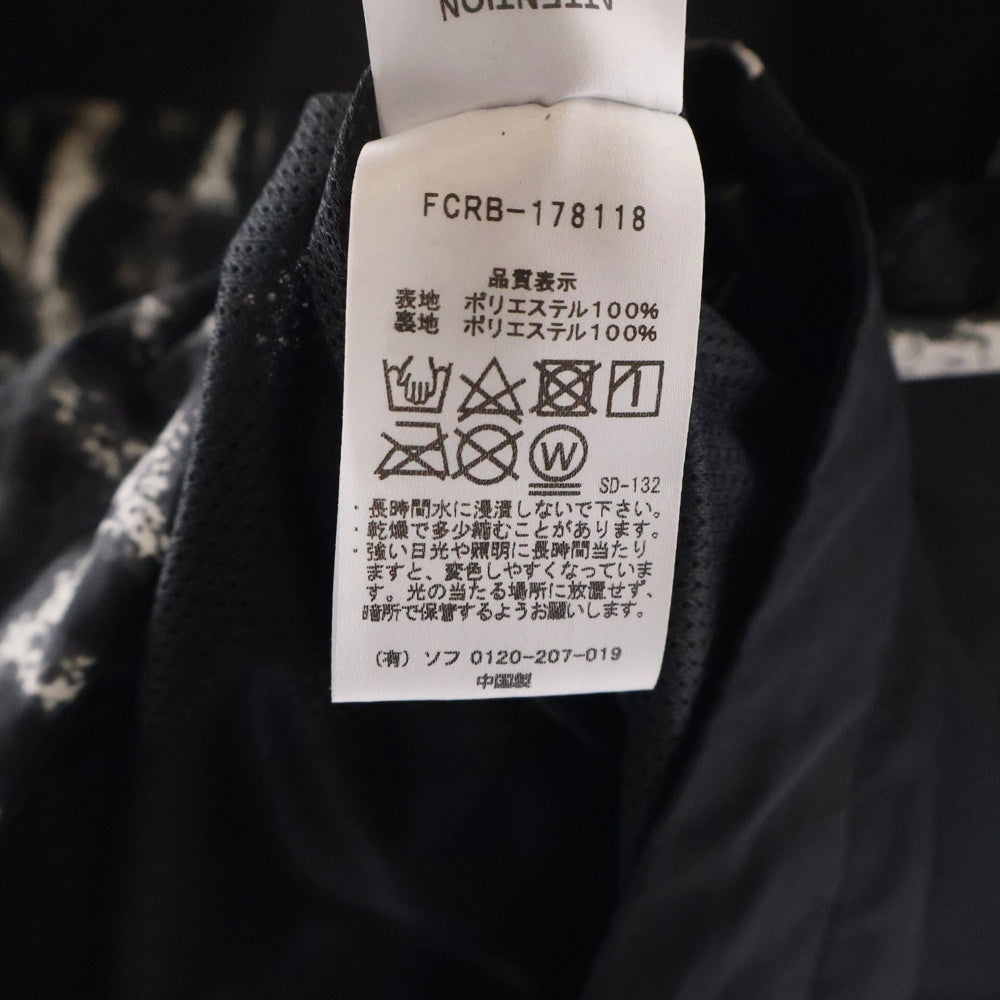 ATTENTION
FCRB-178118
品質表示
表地 ポリエステル100%
裏地 ポリエステル100%
W
SD-132
・長時間水に浸漬しないで下さい。
・乾燥で多少縮むことがあります。
・強い日光や照明に長時間当たり
ますと、変色しやすくなっていま
す。光の当たる場所に放置せず、
暗所で保管するようお願いします。
(有) ソフ 0120-207-019
中国製